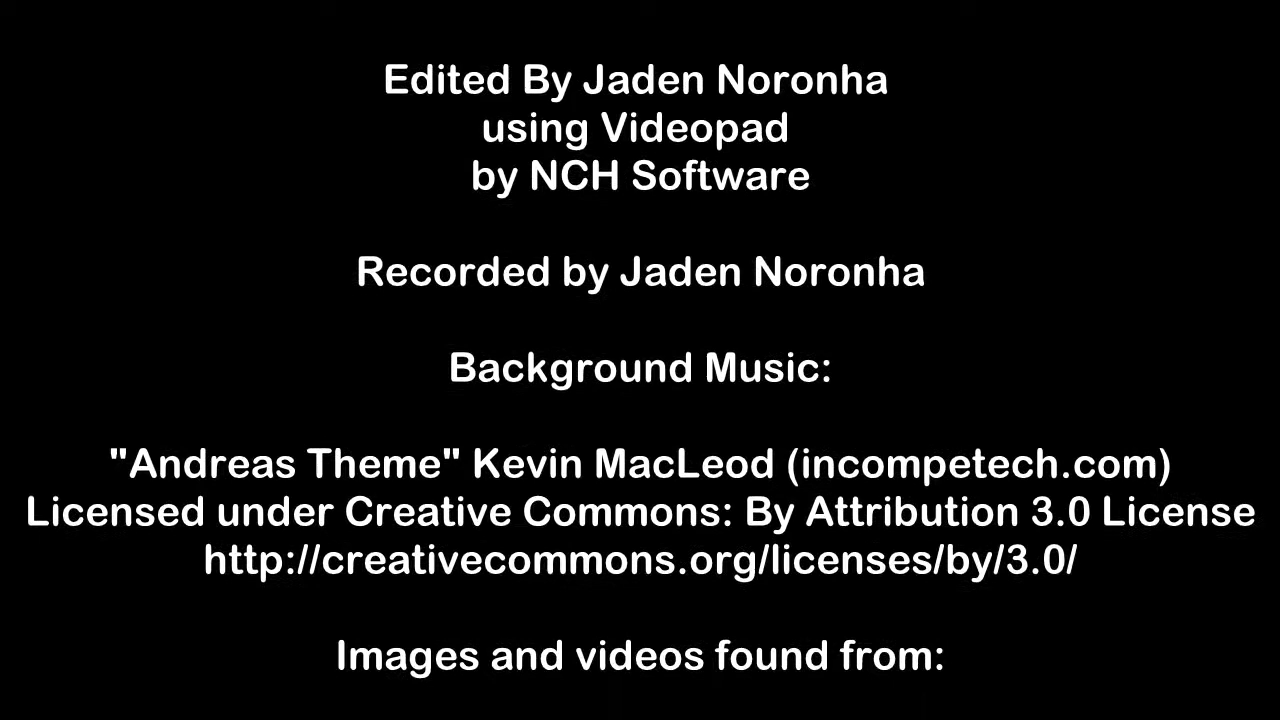 Edited By Jaden Noronha
using Videopad
by NCH Software
Recorded by Jaden Noronha
Background Music:
"Andreas Theme" Kevin MacLeod (incompetech.com)
Licensed under Creative Commons: By Attribution 3.0 License
http://creativecommons.org/licenses/by/3.0/
Images and videos found from: